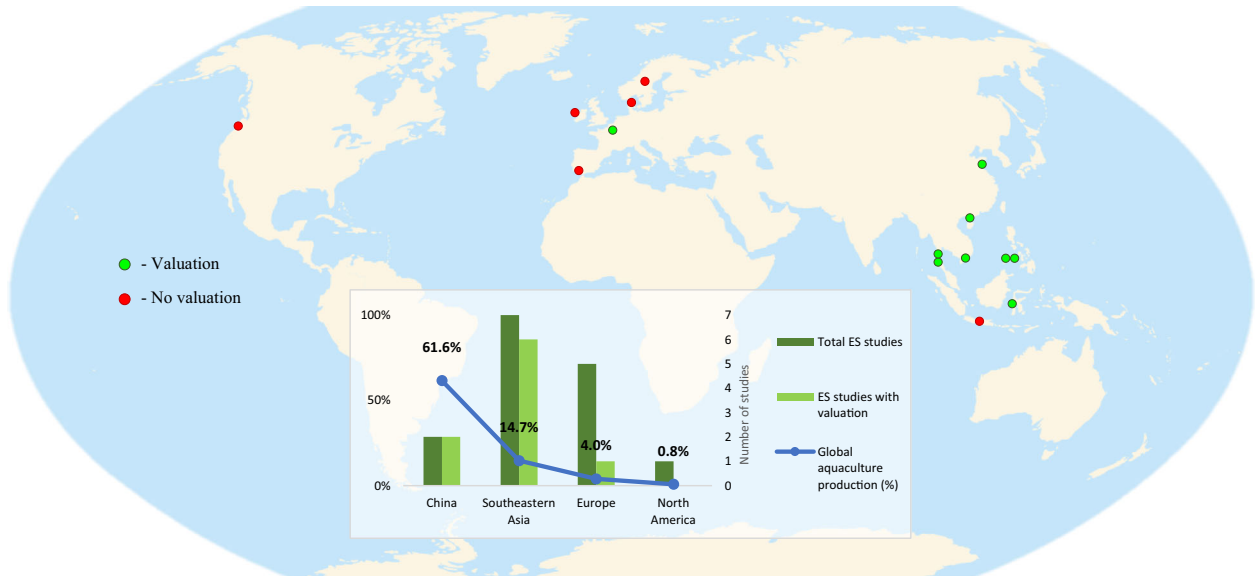 - Valuation
- No valuation
100%
50%
0%
61.6%
14.7%
4.0%
0.8%
7
6
5
4
3
2
1
0
Number of studies
China
Southeastern
Asia
Europe
North
America
Total ES studies
ES studies with
valuation
Global
aquaculture
production (%)